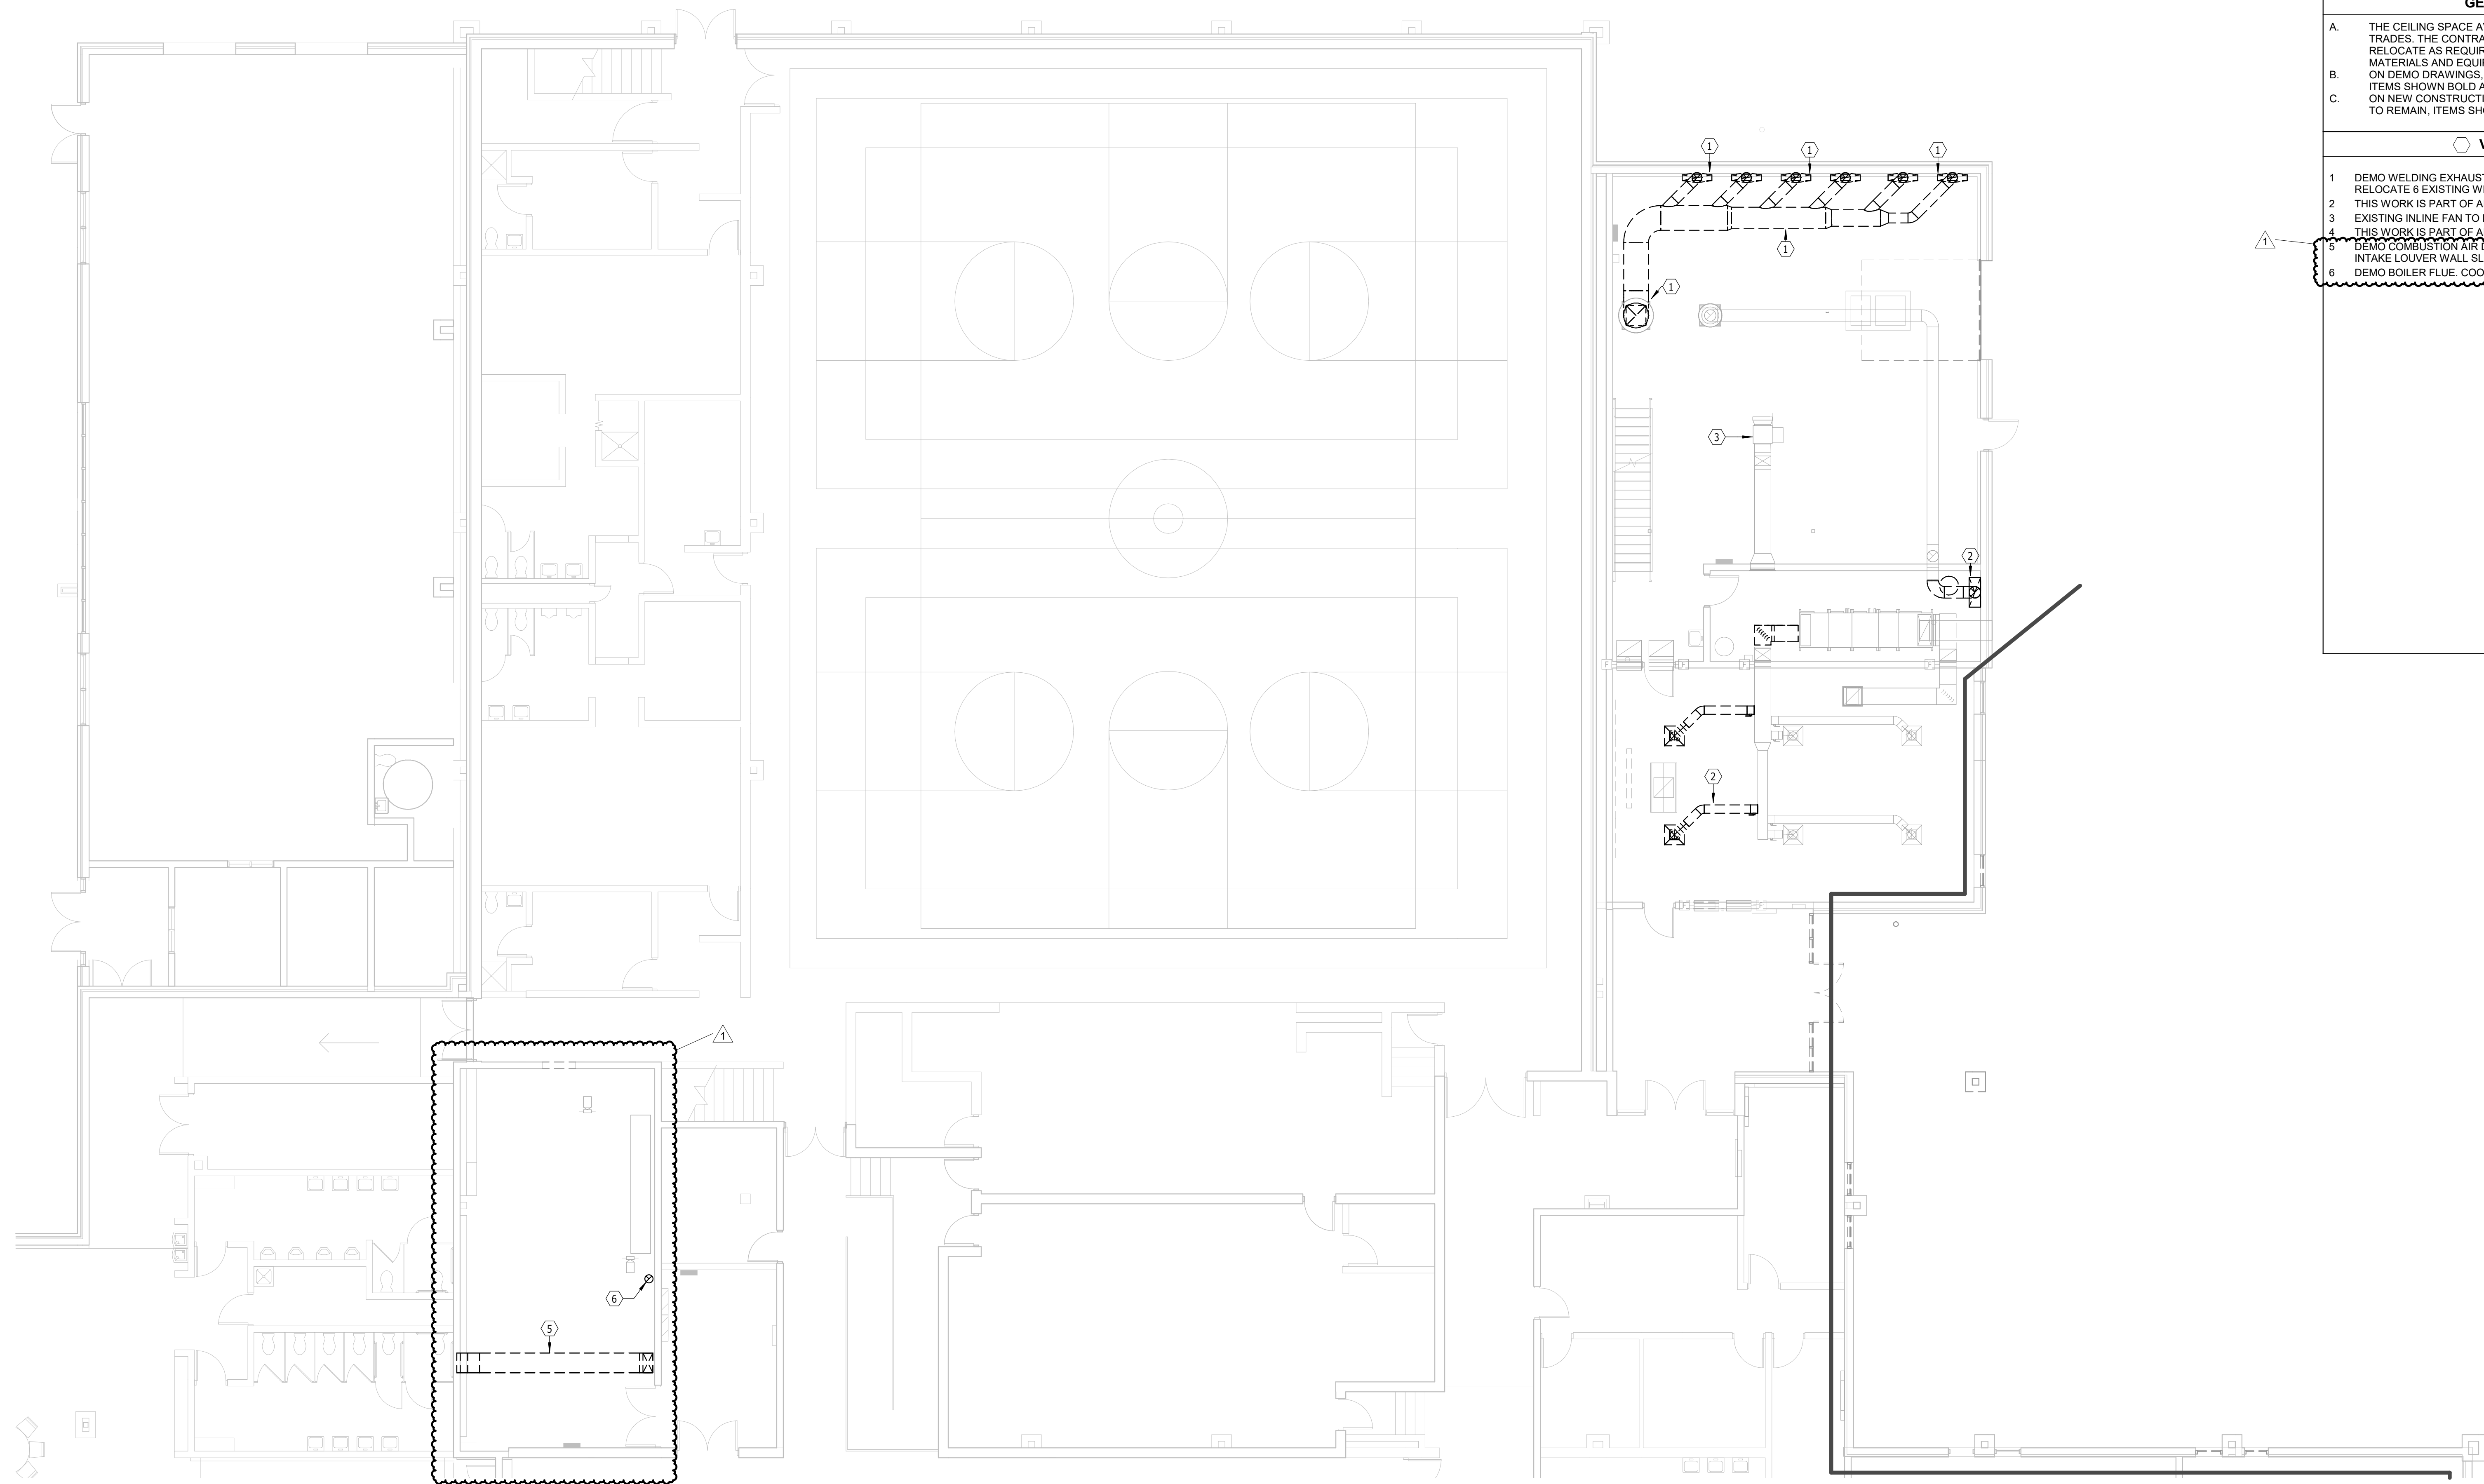 GE
A. THE CEILING SPACE A
TRADES. THE CONTRA
RELOCATE AS REQUIR
MATERIALS AND EQUI
B. ON DEMO DRAWINGS,
ITEMS SHOWN BOLD A
C. ON NEW CONSTRUCTI
TO REMAIN, ITEMS SH
1 DEMO WELDING EXHAUS
RELOCATE 6 EXISTING W
2 THIS WORK IS PART OF A
3 EXISTING INLINE FAN TO
4 THIS WORK IS PART OF A
1
5 DEMO COMBUSTION AIR
INTAKE LOUVER WALL SL
6 DEMO BOILER FLUE. COO
1
1
1
1
1
3
2
F
F
F
F
2
F
F
1
6
5